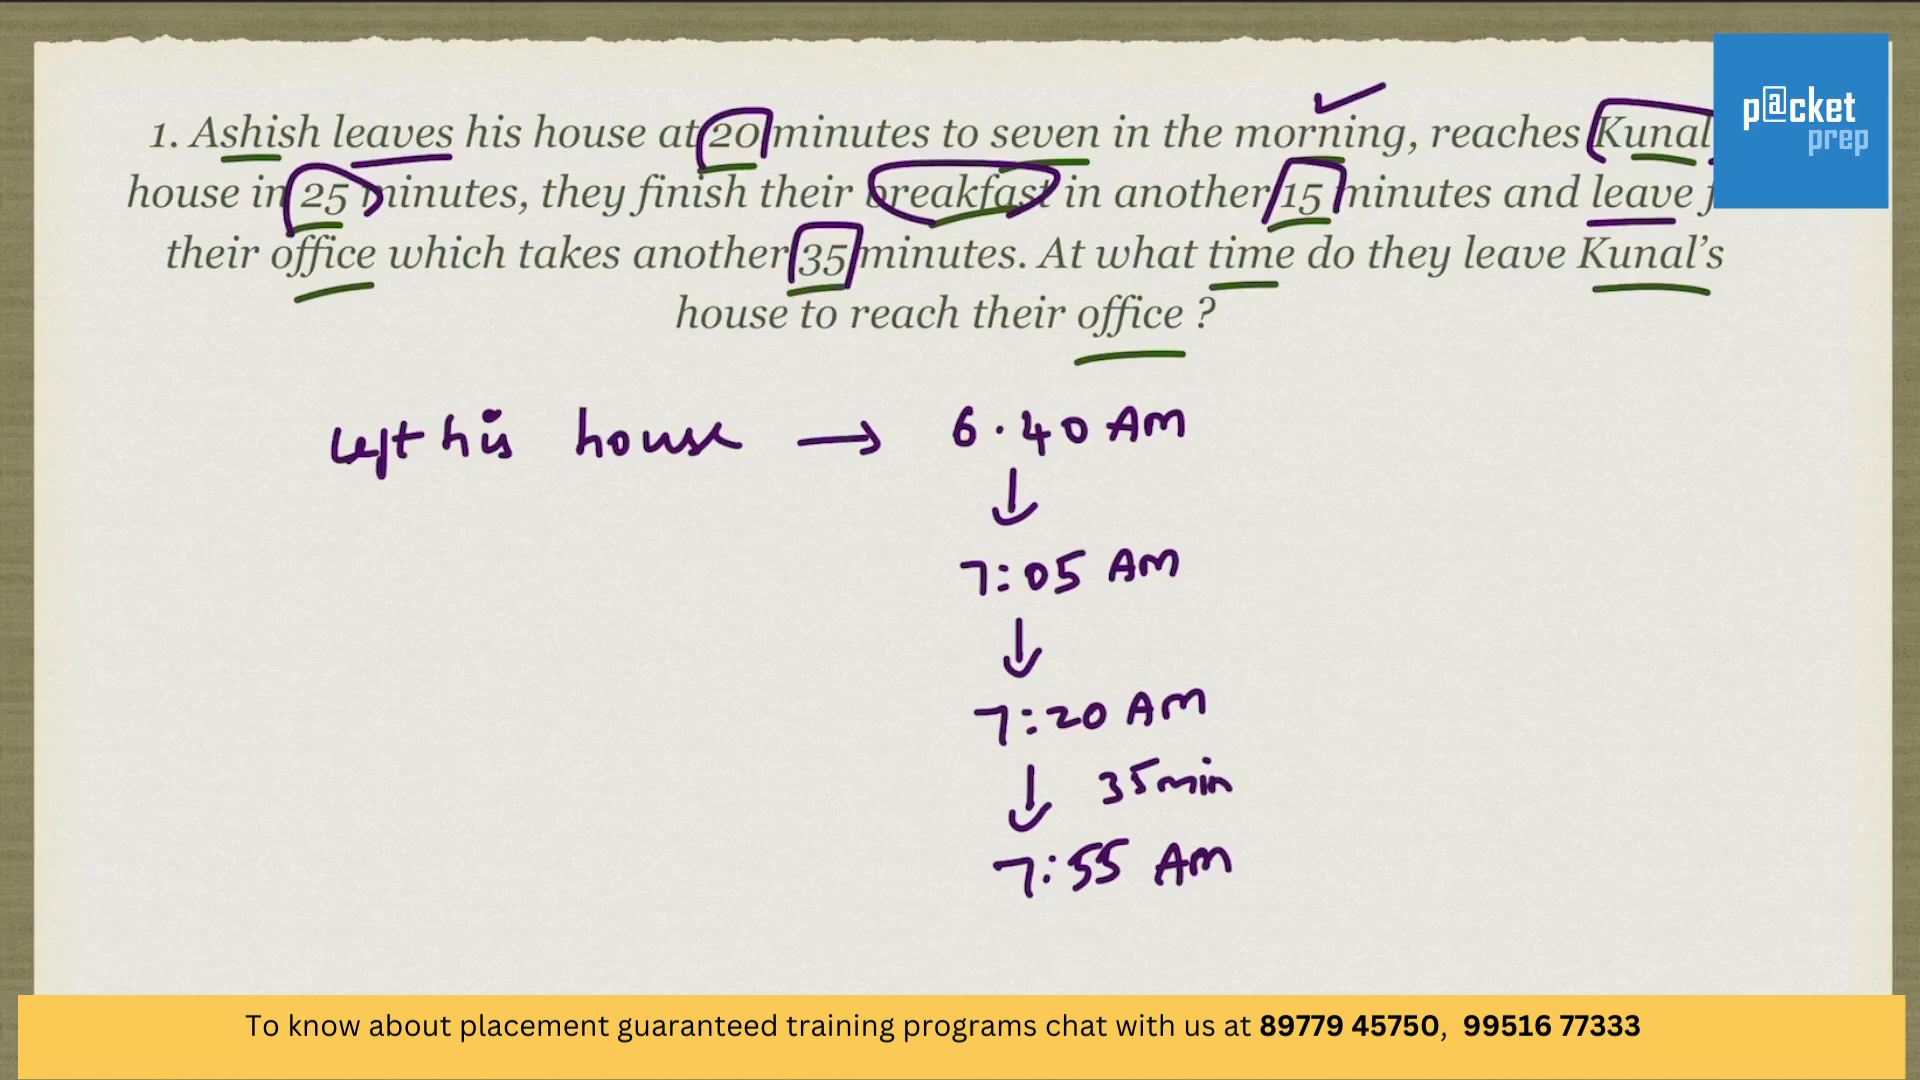 p@cket
prep
1. Ashish leaves his house at 20 minutes to seven in the morning, reaches Kunal
house in 25 minutes, they finish their breakfast in another 15 minutes and leave
their office which takes another 35 minutes. At what time do they leave Kunal’s
house to reach their office ?
Left his house → 6.40 AM
↓
7:05 AM
↓
7:20 AM
↓ 35min
7:55 AM
To know about placement guaranteed training programs chat with us at 89779 45750, 99516 77333